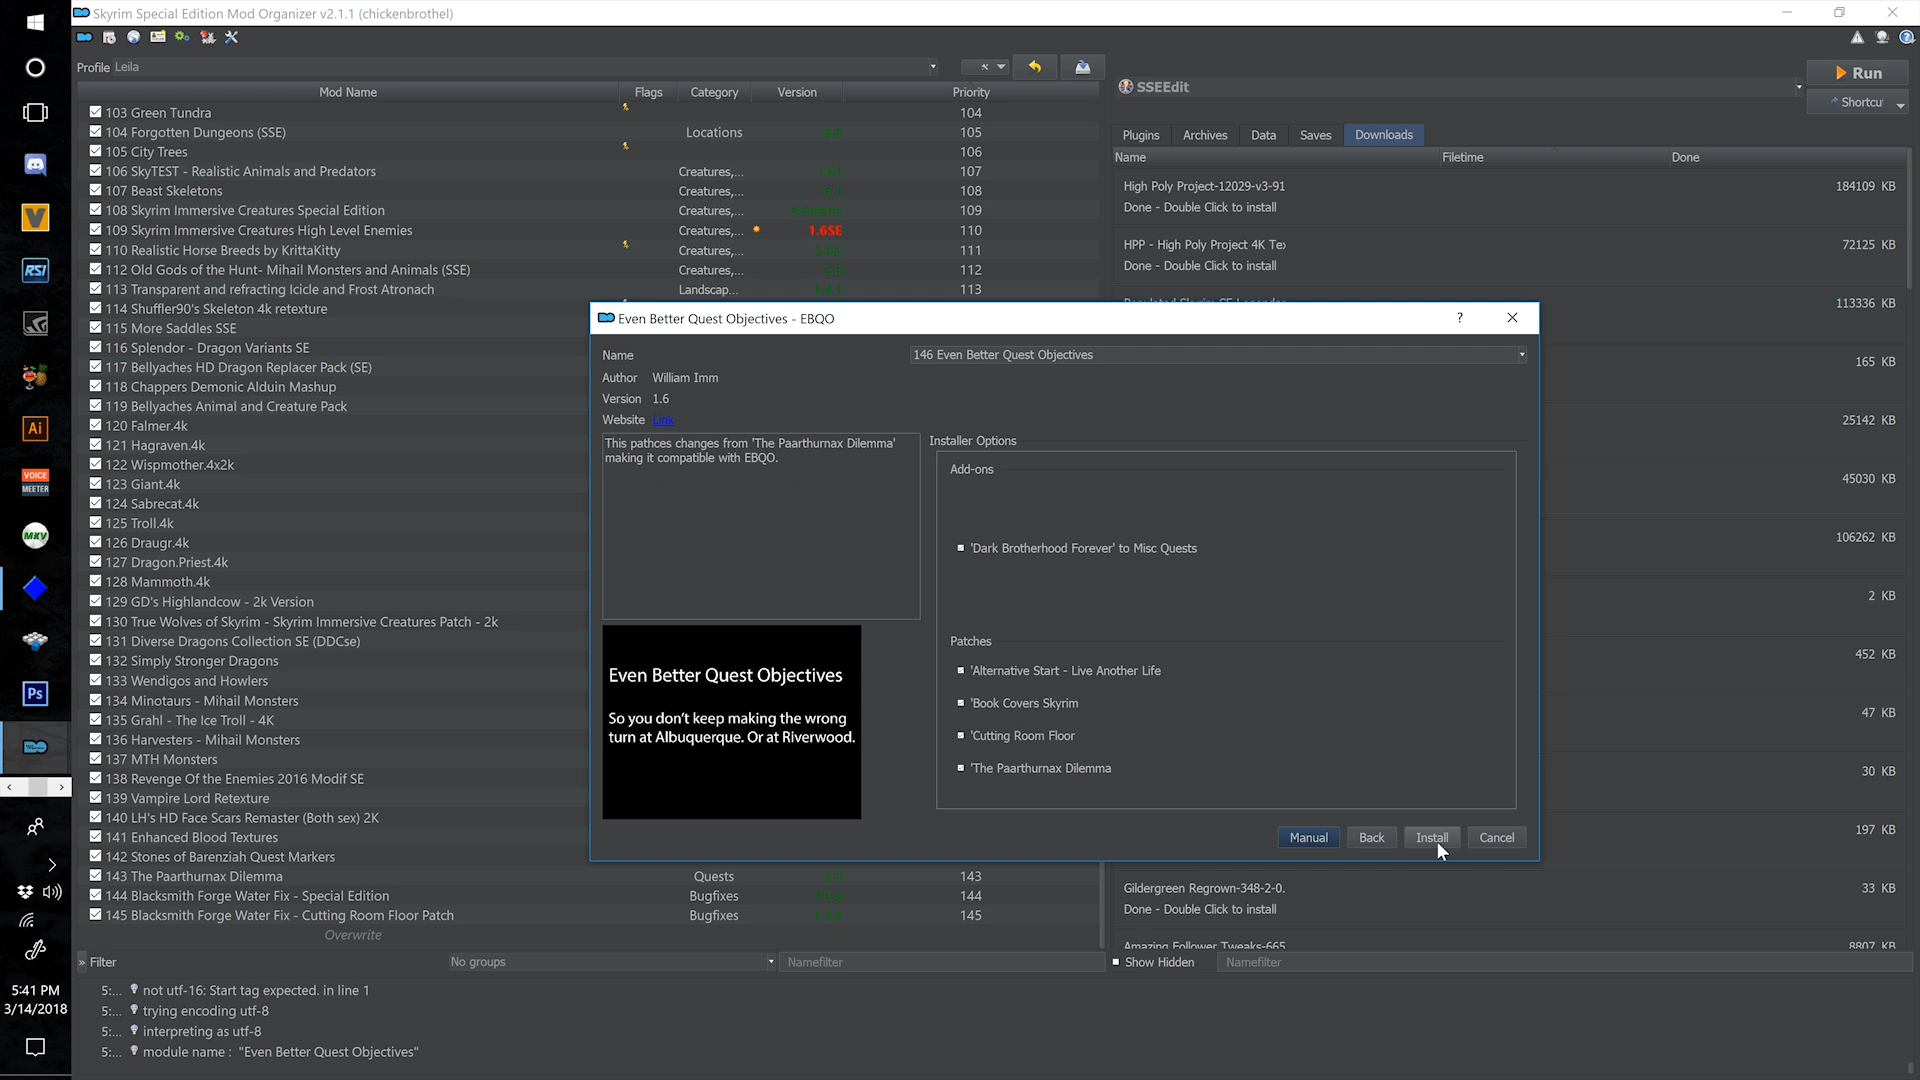 Skyrim Special Edition Mod Organizer v2.1.1 (chickenbrothel)
Profile Leila
Mod Name Flags Category Version Priority
103 Green Tundra 104
104 Forgotten Dungeons (SSE) Locations 105
105 City Trees 106
106 SkyTEST - Realistic Animals and Predators Creatures,... 107
107 Beast Skeletons Creatures,... 108
108 Skyrim Immersive Creatures Special Edition Creatures,... 109
109 Skyrim Immersive Creatures High Level Enemies Creatures,... 1.6SE 110
110 Realistic Horse Breeds by KrittaKitty Creatures,... 111
112 Old Gods of the Hunt- Mihail Monsters and Animals (SSE) Creatures,... 112
113 Transparent and refracting Icicle and Frost Atronach Landscap... 113
114 Shuffler90's Skeleton 4k retexture
115 More Saddles SSE
116 Splendor - Dragon Variants SE
117 Bellyaches HD Dragon Replacer Pack (SE)
118 Chappers Demonic Alduin Mashup
119 Bellyaches Animal and Creature Pack
120 Falmer.4k
121 Hagraven.4k
122 Wispmother.4x2k
123 Giant.4k
124 Sabrecat.4k
125 Troll.4k
126 Draugr.4k
127 Dragon.Priest.4k
128 Mammoth.4k
129 GD's Highlandcow - 2k Version
130 True Wolves of Skyrim - Skyrim Immersive Creatures Patch - 2k
131 Diverse Dragons Collection SE (DDCse)
132 Simply Stronger Dragons
133 Wendigos and Howlers
134 Minotaurs - Mihail Monsters
135 Grahl - The Ice Troll - 4K
136 Harvesters - Mihail Monsters
137 MTH Monsters
138 Revenge Of the Enemies 2016 Modif SE
139 Vampire Lord Retexture
140 LH's HD Face Scars Remaster (Both sex) 2K
141 Enhanced Blood Textures
142 Stones of Barenziah Quest Markers
143 The Paarthurnax Dilemma Quests 143
144 Blacksmith Forge Water Fix - Special Edition Bugfixes 144
145 Blacksmith Forge Water Fix - Cutting Room Floor Patch Bugfixes 145
Overwrite
» Filter No groups Namefilter
5:... not utf-16: Start tag expected. in line 1
5:... trying encoding utf-8
5:... interpreting as utf-8
5:... module name : "Even Better Quest Objectives"
Even Better Quest Objectives - EBQO
Name 146 Even Better Quest Objectives
Author William Imm
Version 1.6
Website Link
This pathces changes from 'The Paarthurnax Dilemma'
making it compatible with EBQO.
Even Better Quest Objectives
So you don't keep making the wrong
turn at Albuquerque. Or at Riverwood.
Installer Options
Add-ons
'Dark Brotherhood Forever' to Misc Quests
Patches
'Alternative Start - Live Another Life
'Book Covers Skyrim
'Cutting Room Floor
'The Paarthurnax Dilemma
Manual Back Install Cancel
SSEEdit
Run
Shortcu
Plugins Archives Data Saves Downloads
Name Filetime Done
High Poly Project-12029-v3-91 184109 KB
Done - Double Click to install
HPP - High Poly Project 4K Te 72125 KB
Done - Double Click to install
113336 KB
165 KB
25142 KB
45030 KB
106262 KB
2 KB
452 KB
47 KB
30 KB
197 KB
Gildergreen Regrown-348-2-0. 33 KB
Done - Double Click to install
Amazing Follower Tweaks-665 8807 KB
Show Hidden Namefilter
RSI
Ai
VOICE
MEETER
MKV
Ps
5:41 PM
3/14/2018